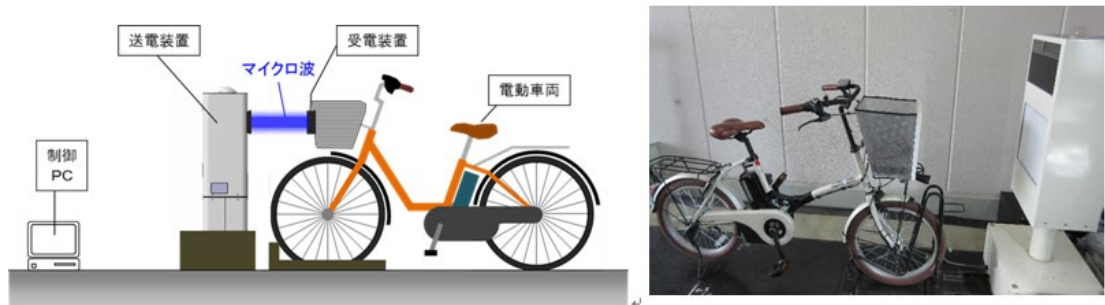 送電装置
受電装置
マイクロ波
電動車両
制御
PC